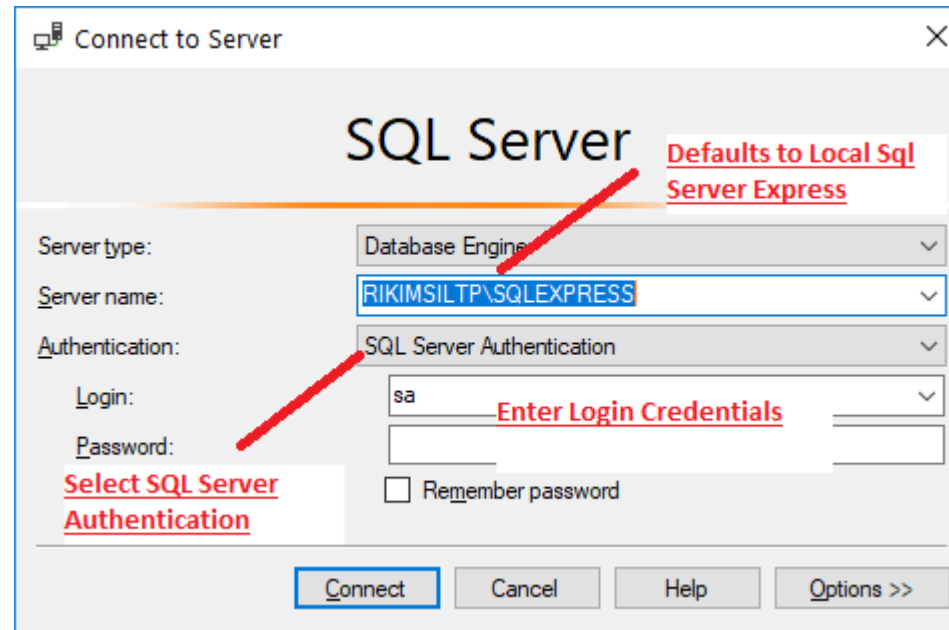 Connect to Server
SQL Server
Defaults to Local Sql
Server Express
Server type:
Database Engine
Server name:
RIKIMSILTP\SQLEXPRESS
Authentication:
SQL Server Authentication
Login:
sa
Enter Login Credentials
Password:
Select SQL Server
Authentication
Remember password
Connect
Cancel
Help
Options >>